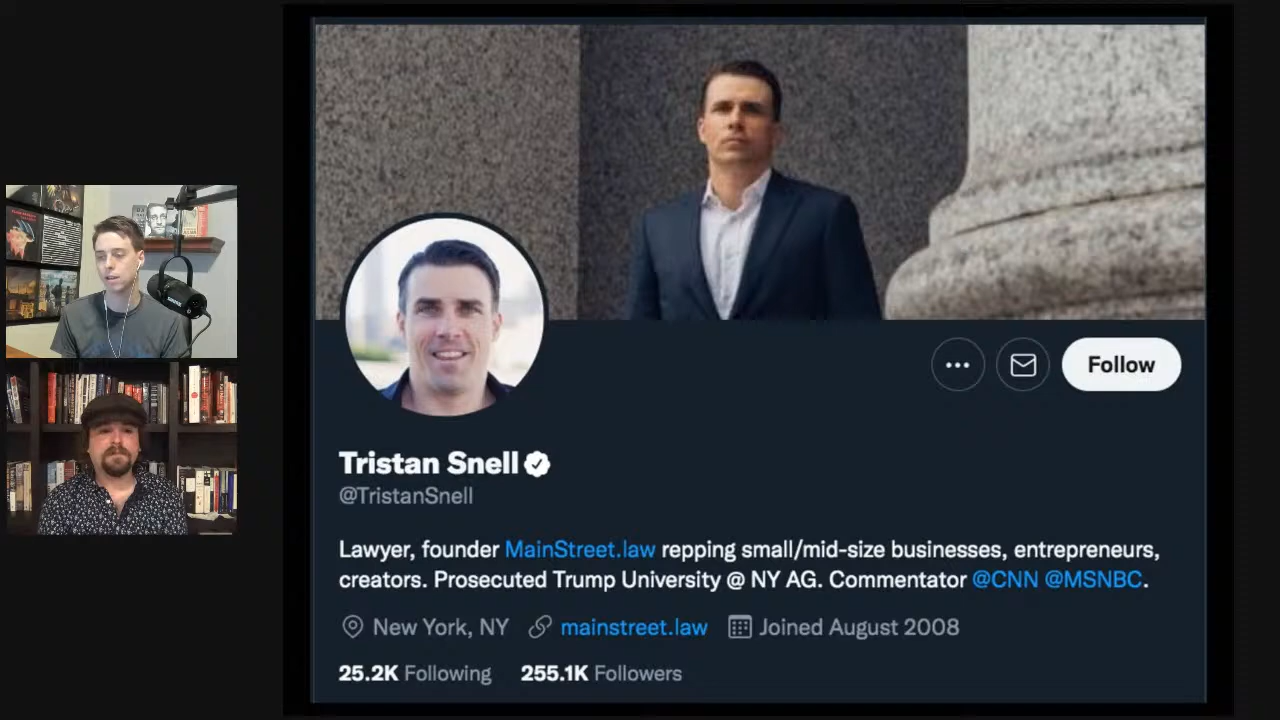 Follow
Tristan Snell
@TristanSnell
Lawyer, founder MainStreet.law repping small/mid-size businesses, entrepreneurs,
creators. Prosecuted Trump University @ NY AG. Commentator @CNN @MSNBC.
New York, NY mainstreet.law Joined August 2008
25.2K Following 255.1K Followers